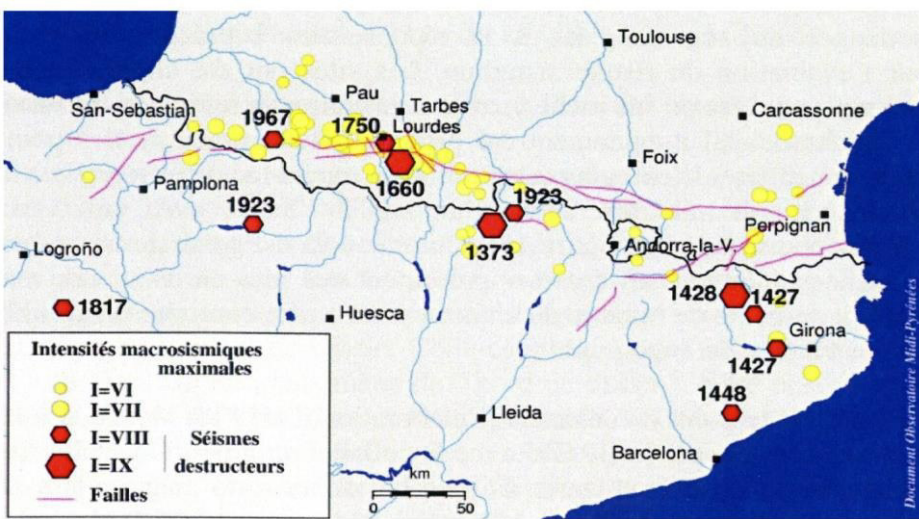 Toulouse
Pau
San-Sebastian
Tarbes
Carcassonne
1967
1750
Lourdes
Foix
Pamplona
1660
1923
1923
Perpignan
Logroño
1373
Andorra-la-V.
1817
Huesca
1428
1427
Girona
1427
1448
Lleida
Barcelona
Intensités macrosismiques
maximales
I=VI
I=VII
I=VIII
I=IX
Séismes
destructeurs
Failles
km
0
50
Document Observatoire Midi-Pyrénées